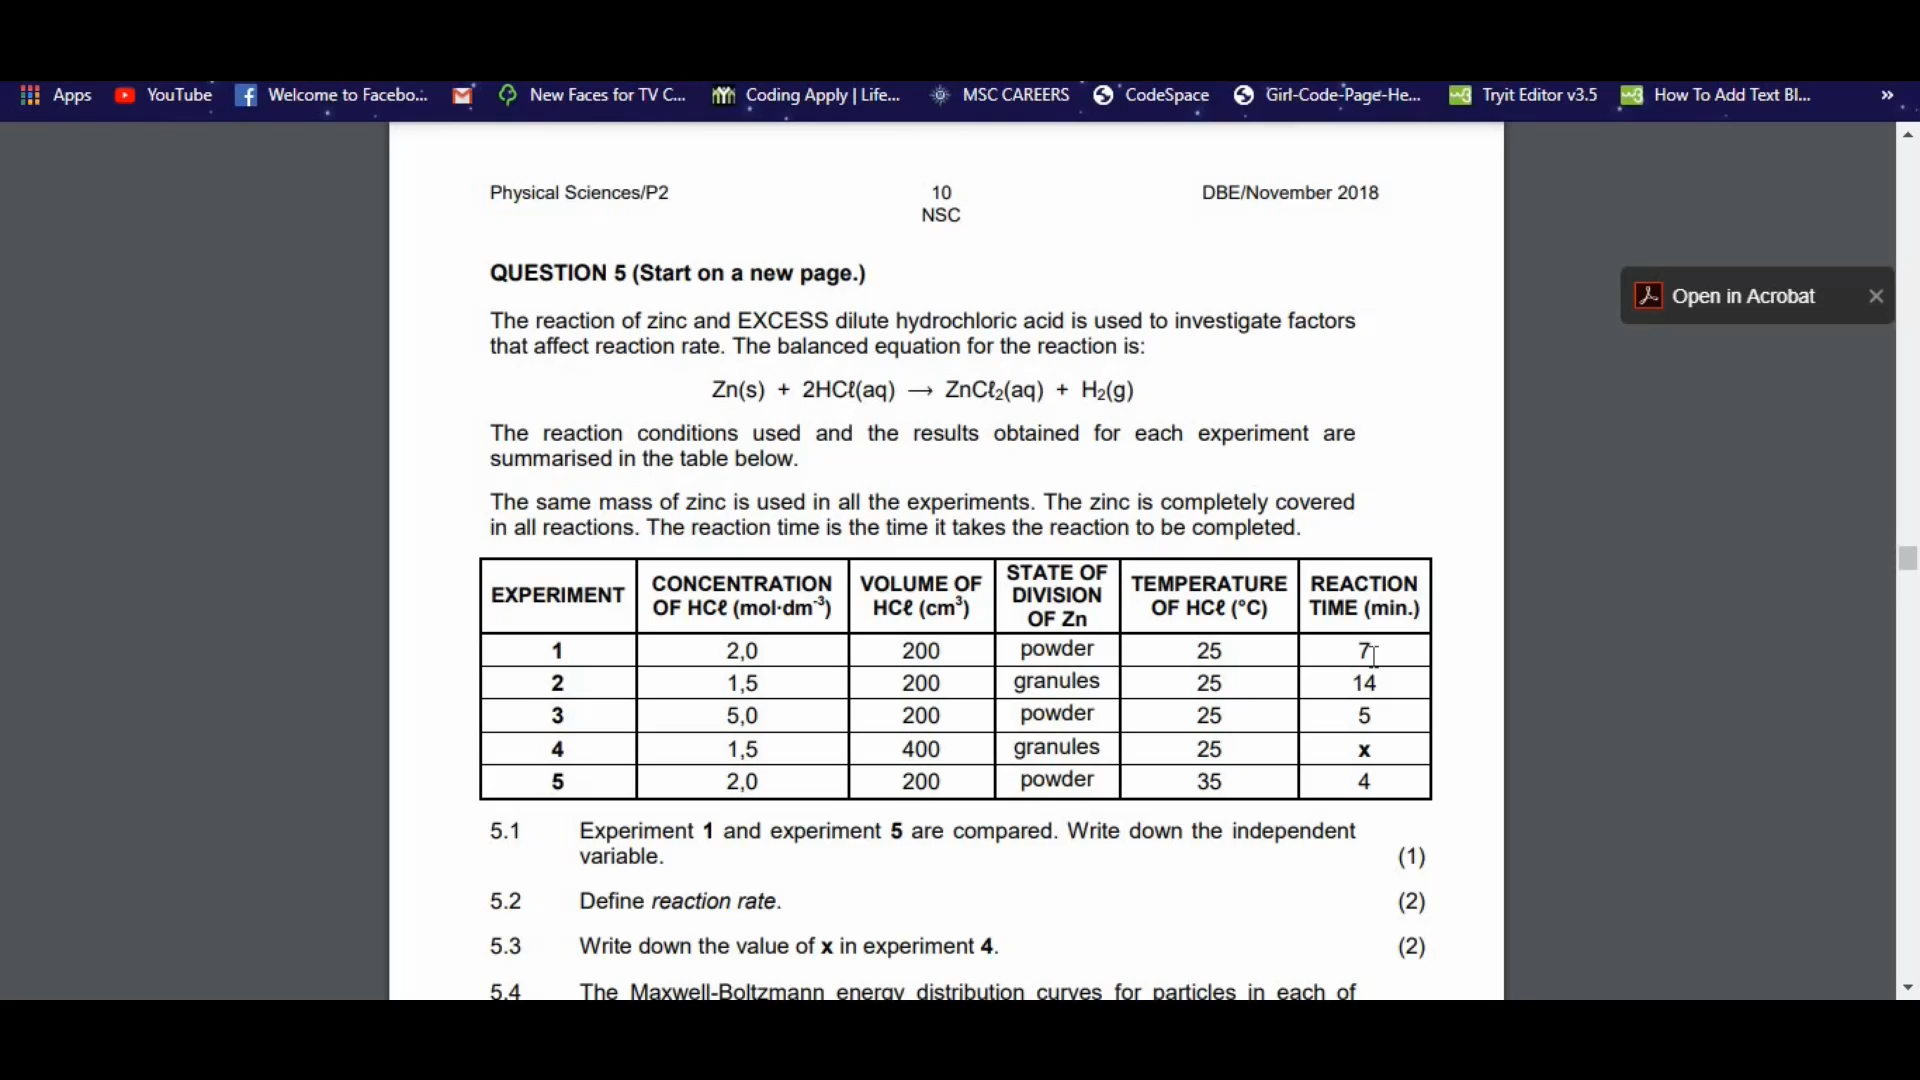 Apps YouTube Welcome to Facebo... New Faces for TV C... Coding Apply | Life... MSC CAREERS CodeSpace Girl-Code-Page-He... Tryit Editor v3.5 How To Add Text Bl... »
Physical Sciences/P2 10 DBE/November 2018
NSC
QUESTION 5 (Start on a new page.)
Open in Acrobat
The reaction of zinc and EXCESS dilute hydrochloric acid is used to investigate factors
that affect reaction rate. The balanced equation for the reaction is:
Zn(s) + 2HCℓ(aq) → ZnCℓ₂(aq) + H₂(g)
The reaction conditions used and the results obtained for each experiment are
summarised in the table below.
The same mass of zinc is used in all the experiments. The zinc is completely covered
in all reactions. The reaction time is the time it takes the reaction to be completed.
EXPERIMENT CONCENTRATION OF HCℓ (mol·dm⁻³) VOLUME OF HCℓ (cm³) STATE OF DIVISION OF Zn TEMPERATURE OF HCℓ (°C) REACTION TIME (min.)
1 2,0 200 powder 25 7
2 1,5 200 granules 25 14
3 5,0 200 powder 25 5
4 1,5 400 granules 25 x
5 2,0 200 powder 35 4
5.1 Experiment 1 and experiment 5 are compared. Write down the independent
variable. (1)
5.2 Define reaction rate. (2)
5.3 Write down the value of x in experiment 4. (2)
5.4 The Maxwell-Boltzmann energy distribution curves for particles in each of